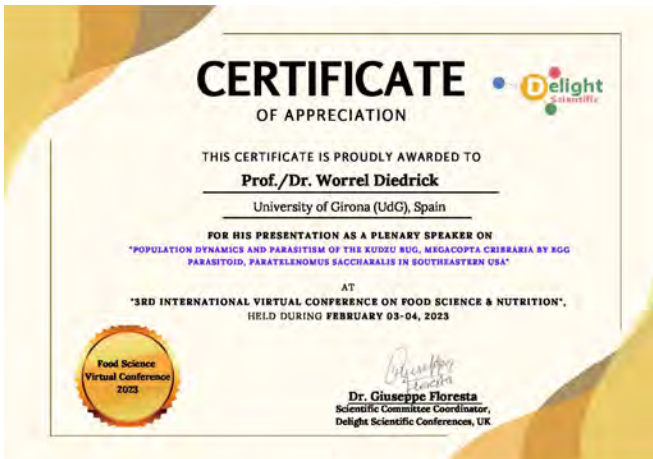 CERTIFICATE
OF APPRECIATION
Delight
Scientific
THIS CERTIFICATE IS PROUDLY AWARDED TO
Prof./Dr. Worrel Diedrick
University of Girona (UdG), Spain
FOR HIS PRESENTATION AS A PLENARY SPEAKER ON
"POPULATION DYNAMICS AND PARASITISM OF THE KUDZU BUG, MEGACOPTA CRIBRARIA BY EGG
PARASITOID, PARATELENOMUS SACCHARALIS IN SOUTHEASTERN USA"
AT
"3RD INTERNATIONAL VIRTUAL CONFERENCE ON FOOD SCIENCE & NUTRITION",
HELD DURING FEBRUARY 03-04, 2023
Food Science
Virtual Conference
2023
Giuseppe
Floresta
Dr. Giuseppe Floresta
Scientific Committee Coordinator,
Delight Scientific Conferences, UK